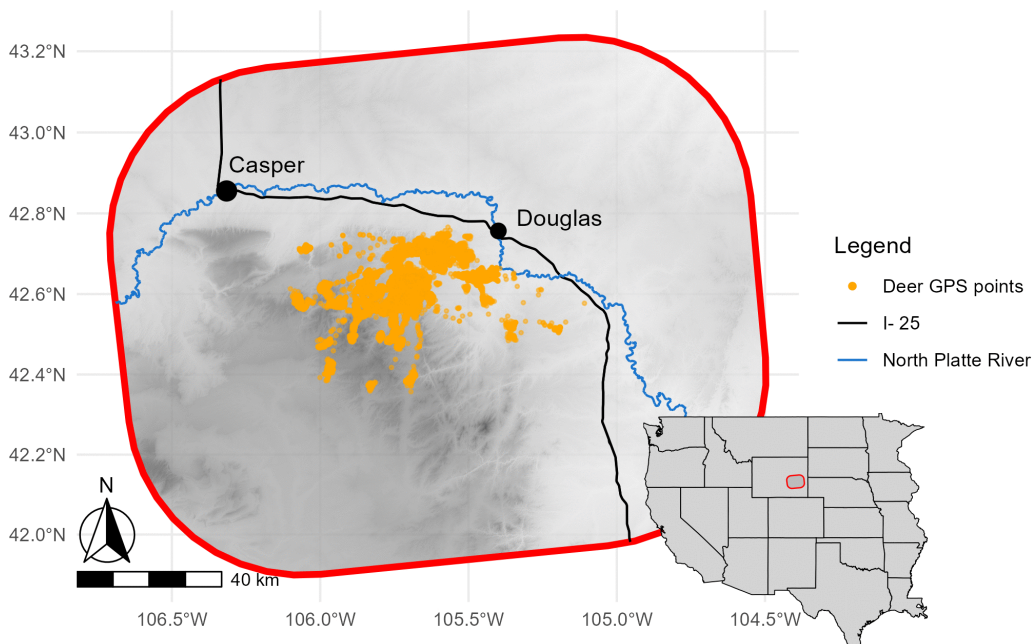 43.2°N
43.0°N
42.8°N
42.6°N
42.4°N
42.2°N
42.0°N
Casper
Douglas
Legend
Deer GPS points
I- 25
North Platte River
N
40 km
106.5°W
106.0°W
105.5°W
105.0°W
104.5°W